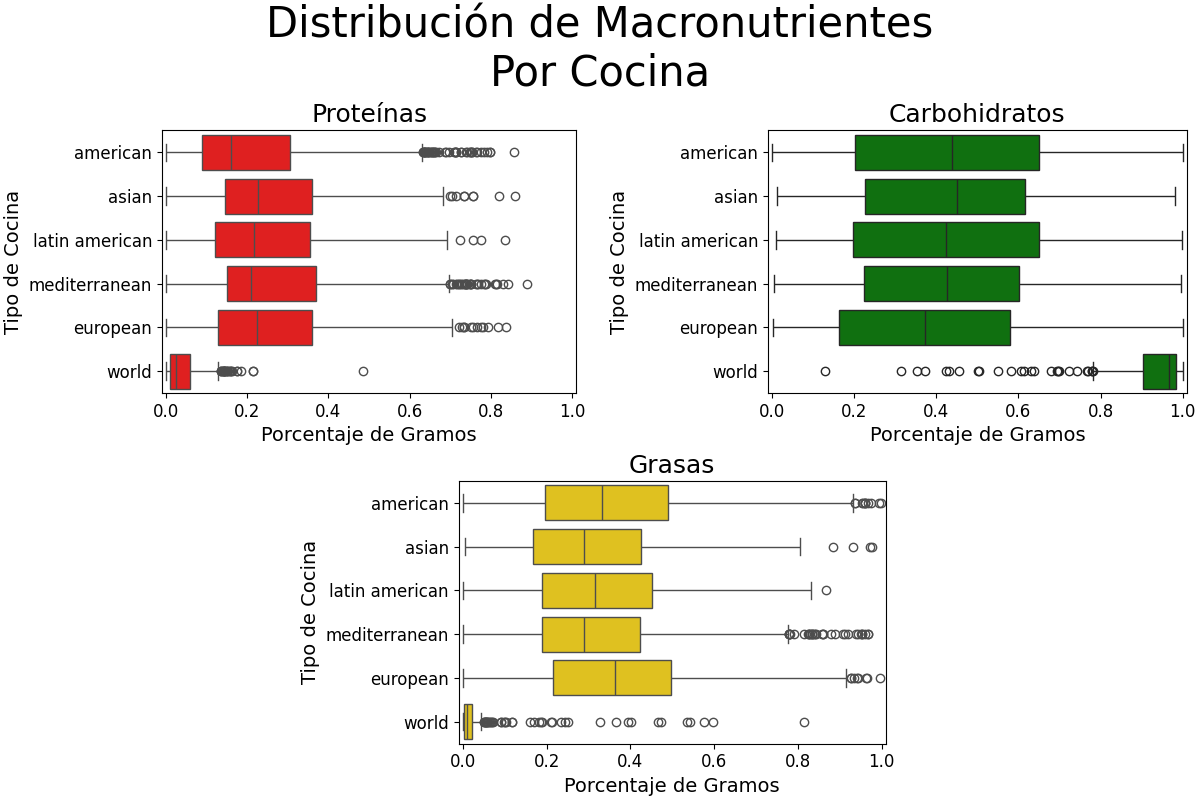 Distribución de Macronutrientes
Por Cocina
Proteínas
Tipo de Cocina
american
asian
latin american
mediterranean
european
world
0.0 0.2 0.4 0.6 0.8 1.0
Porcentaje de Gramos
Carbohidratos
Tipo de Cocina
american
asian
latin american
mediterranean
european
world
0.0 0.2 0.4 0.6 0.8 1.0
Porcentaje de Gramos
Grasas
Tipo de Cocina
american
asian
latin american
mediterranean
european
world
0.0 0.2 0.4 0.6 0.8 1.0
Porcentaje de Gramos